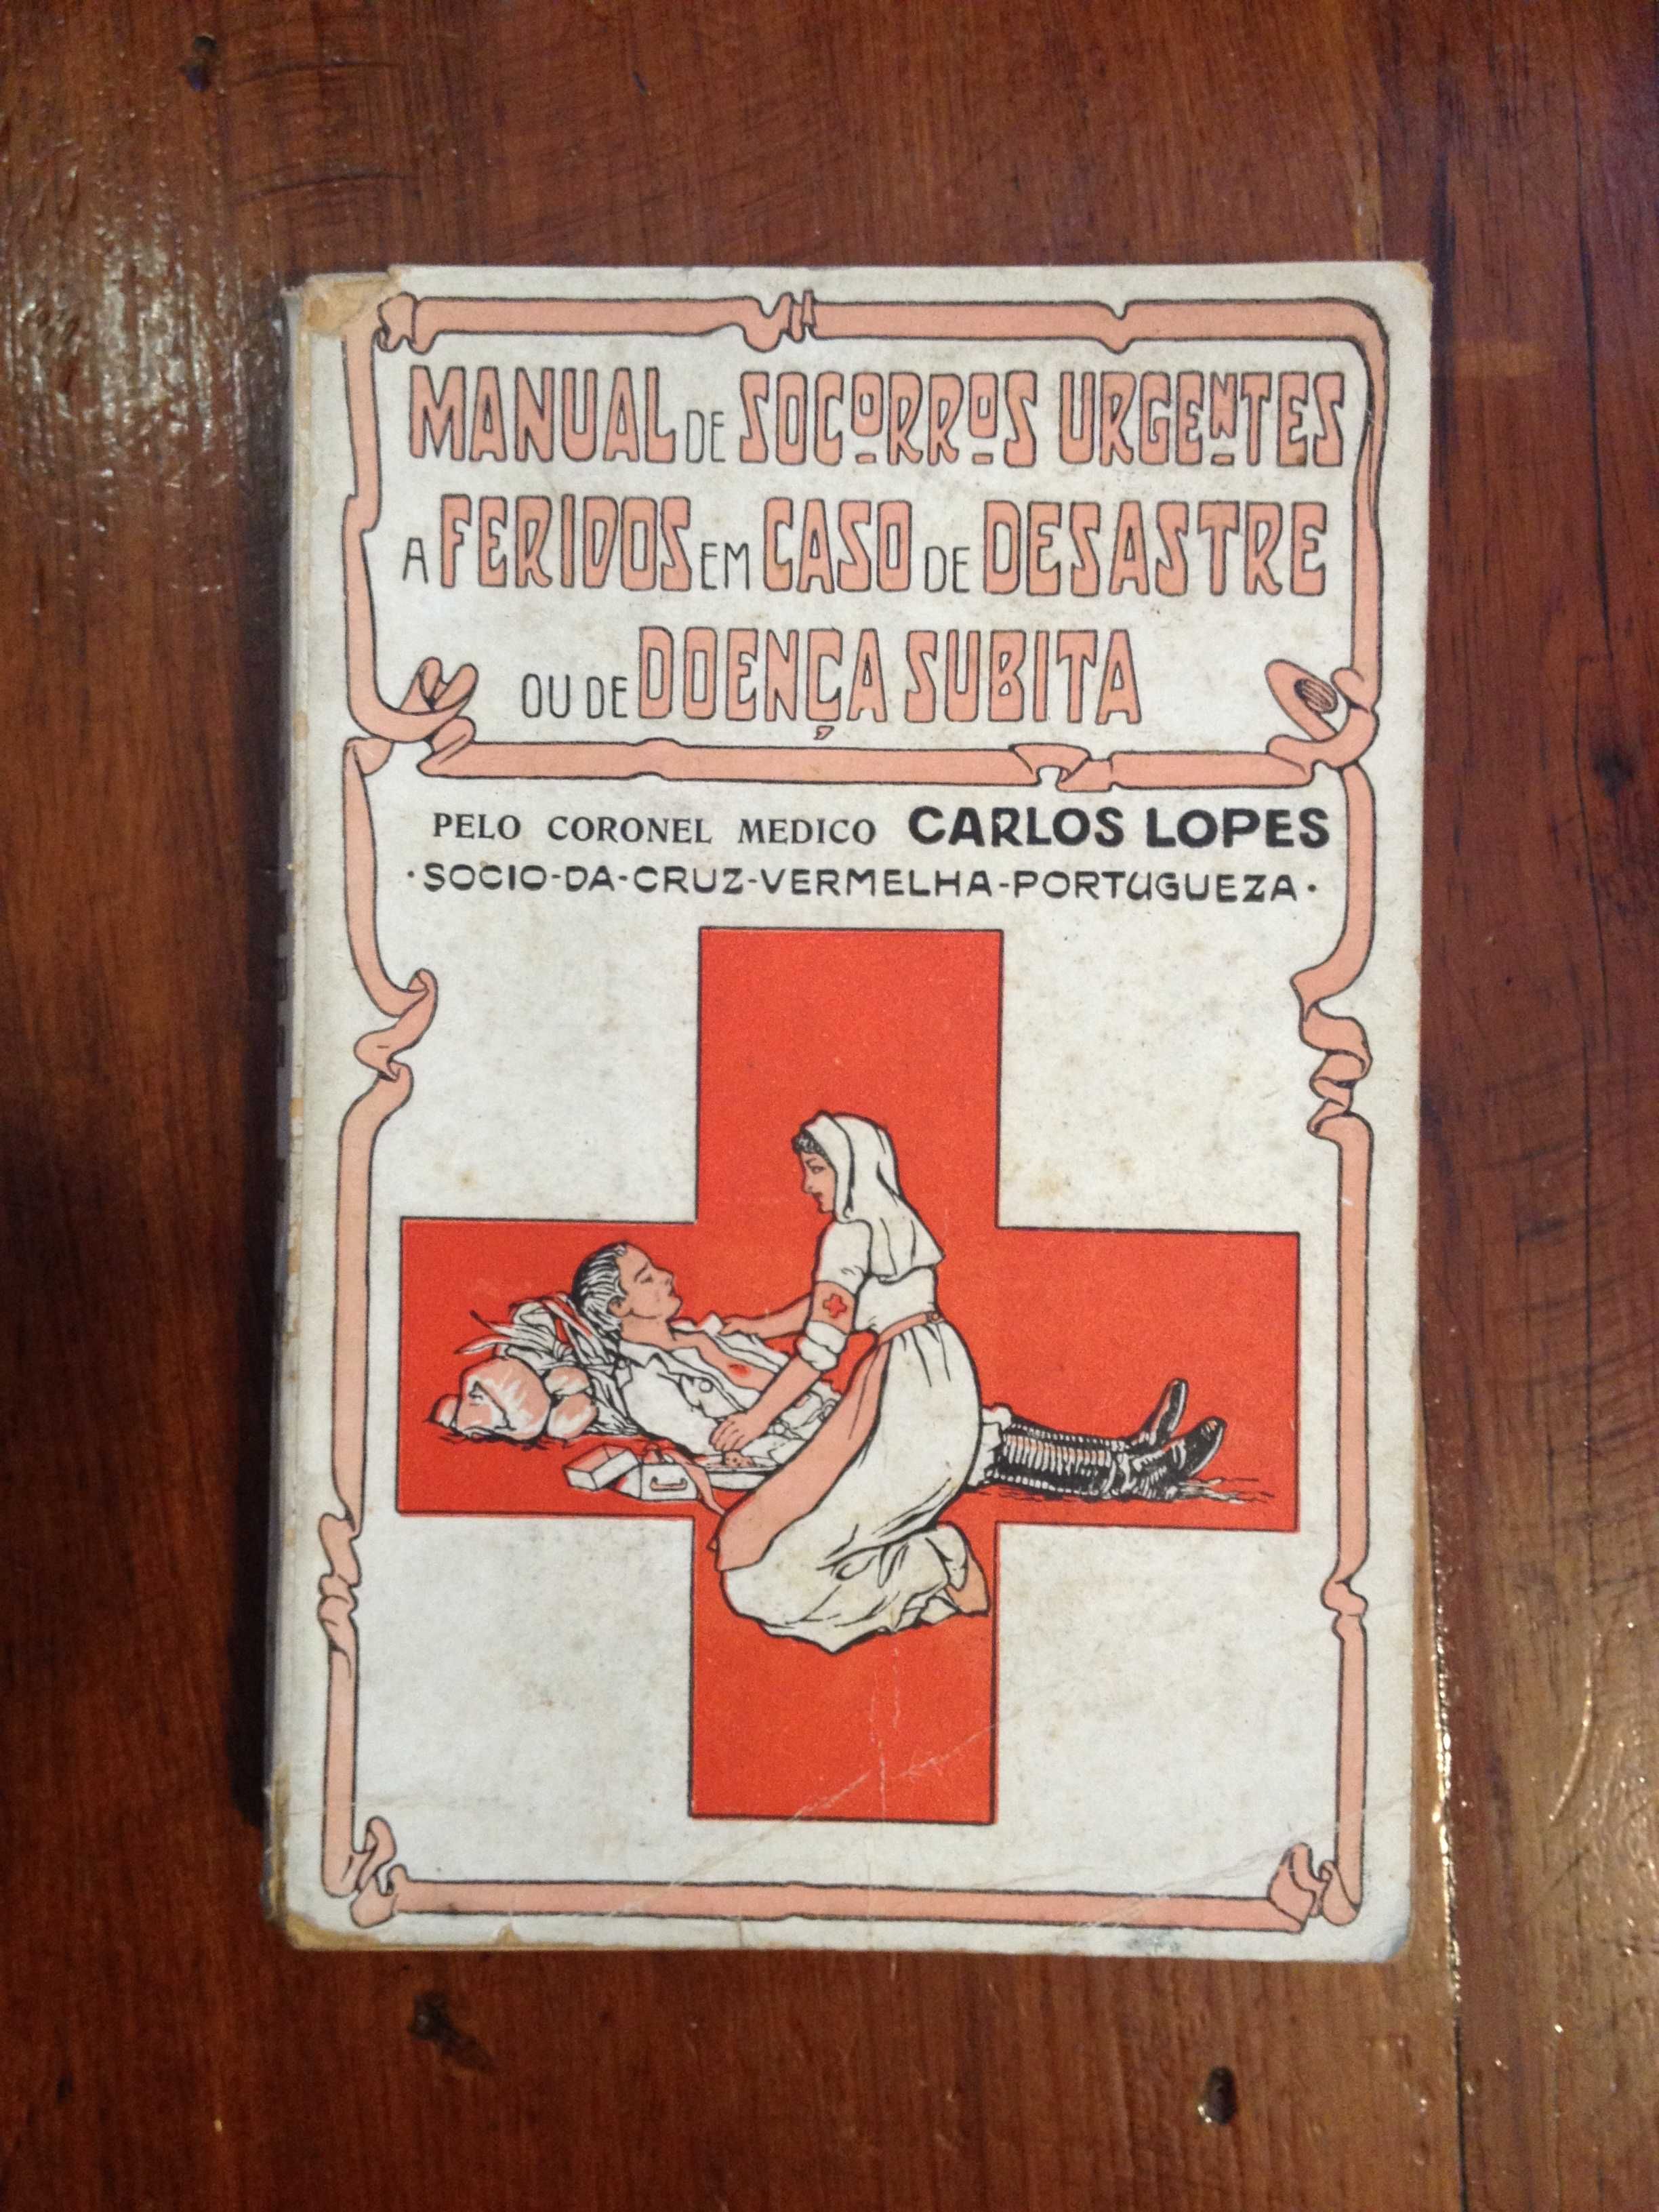 MANUAL DE SOCORROS URGENTES
A FERIDOS EM CASO DE DESASTRE
OU DE DOENÇA SUBITA
PELO CORONEL MEDICO CARLOS LOPES
·SOCIO-DA-CRUZ-VERMELHA-PORTUGUEZA·